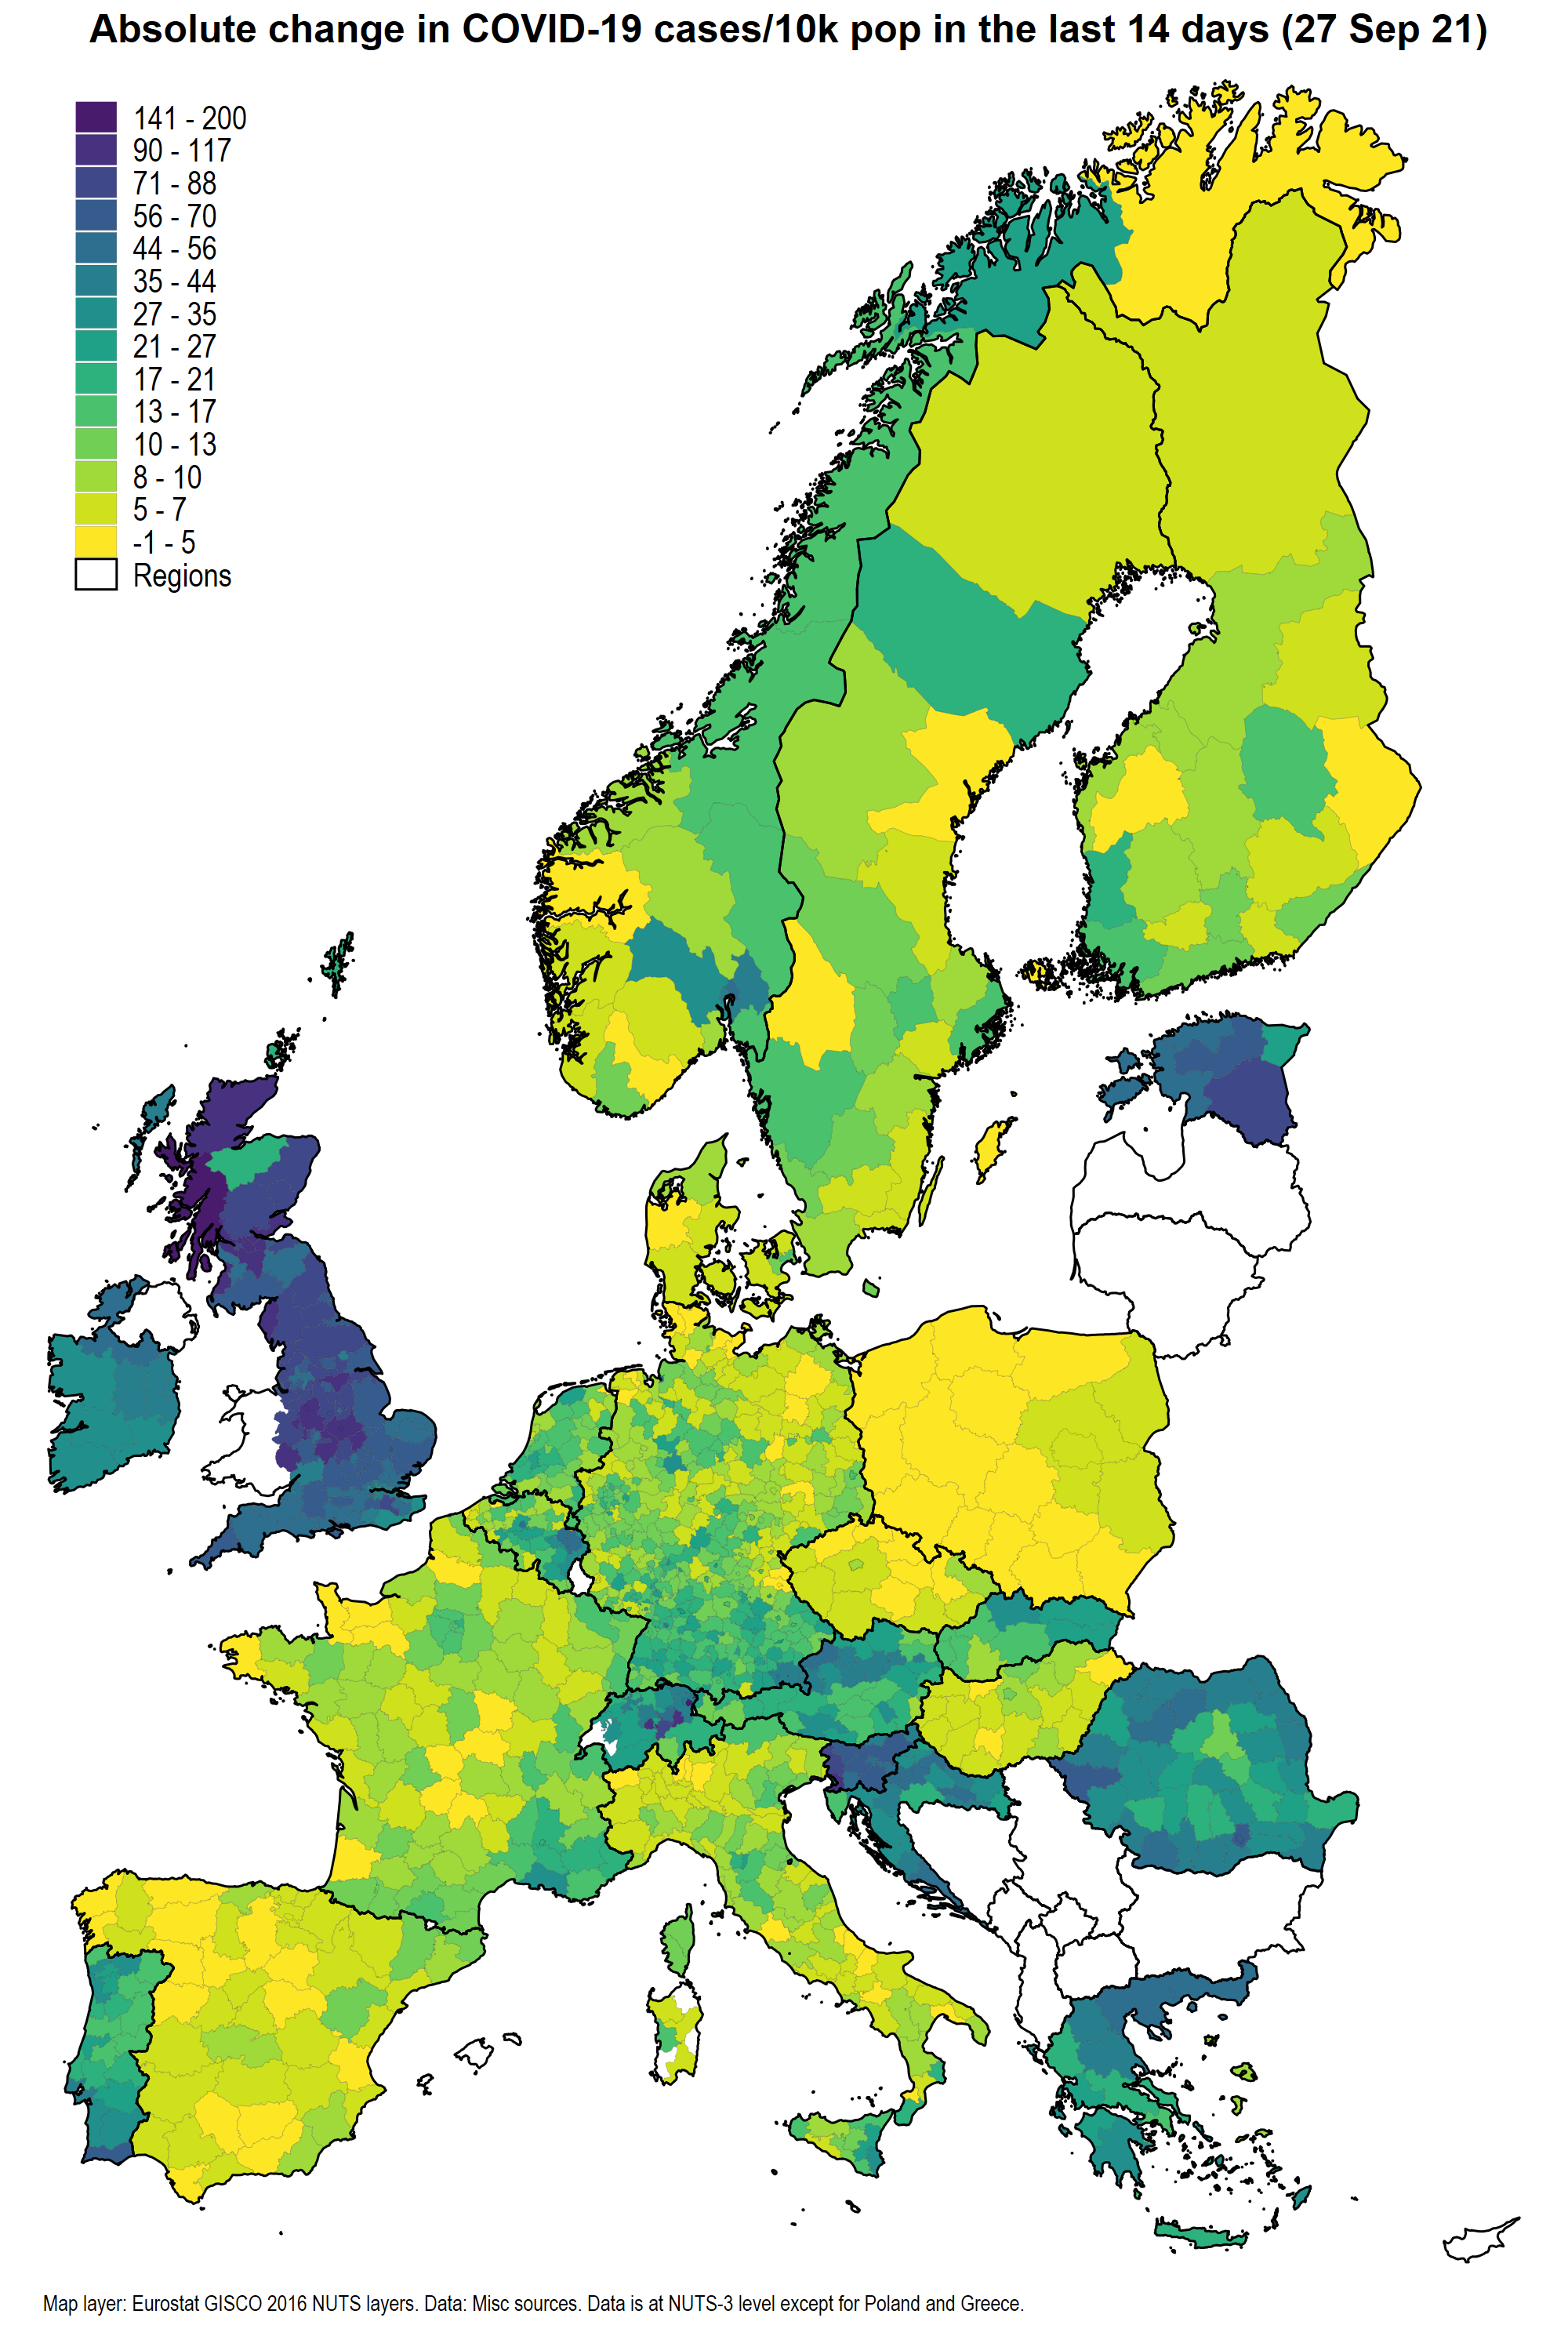 Absolute change in COVID-19 cases/10k pop in the last 14 days (27 Sep 21)
141 - 200
90 - 117
71 - 88
56 - 70
44 - 56
35 - 44
27 - 35
21 - 27
17 - 21
13 - 17
10 - 13
8 - 10
5 - 7
-1 - 5
Regions
Map layer: Eurostat GISCO 2016 NUTS layers. Data: Misc sources. Data is at NUTS-3 level except for Poland and Greece.